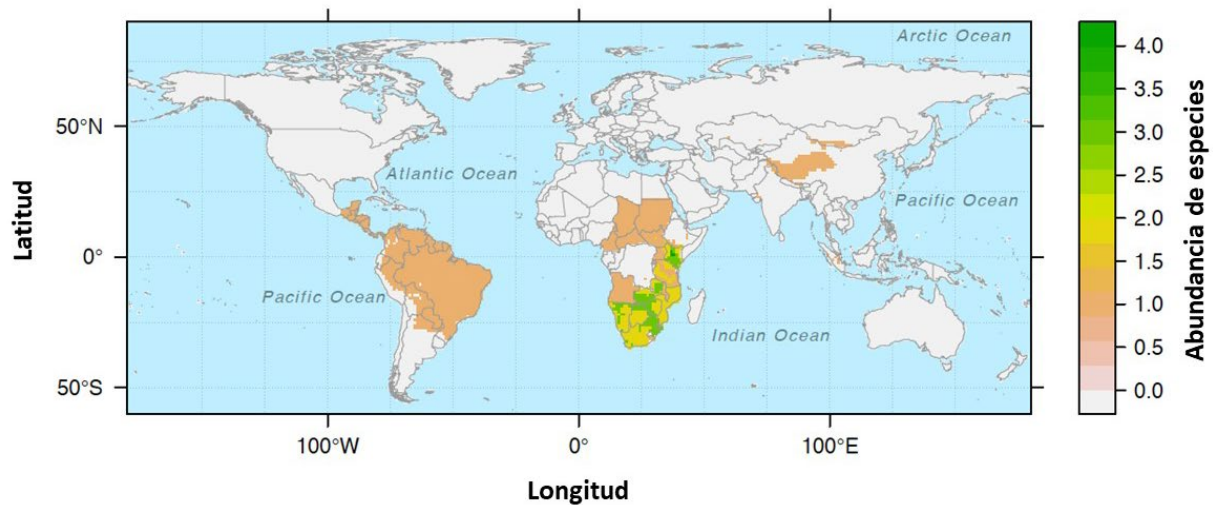 Arctic Ocean
50°N
Atlantic Ocean
Pacific Ocean
0°
Pacific Ocean
Indian Ocean
50°S
100°W
0°
100°E
Latitud
Longitud
4.0
3.5
3.0
2.5
2.0
1.5
1.0
0.5
0.0
Abundancia de especies